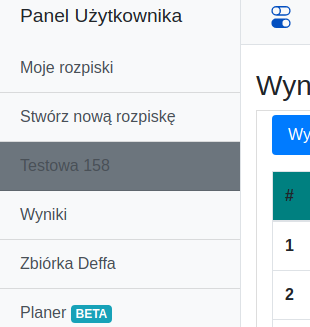 Panel Użytkownika
Moje rozpiski
Stwórz nową rozpiskę
Testowa 158
Wyniki
Zbiórka Deffa
Planer BETA
Wyn
Wy
#
1
2